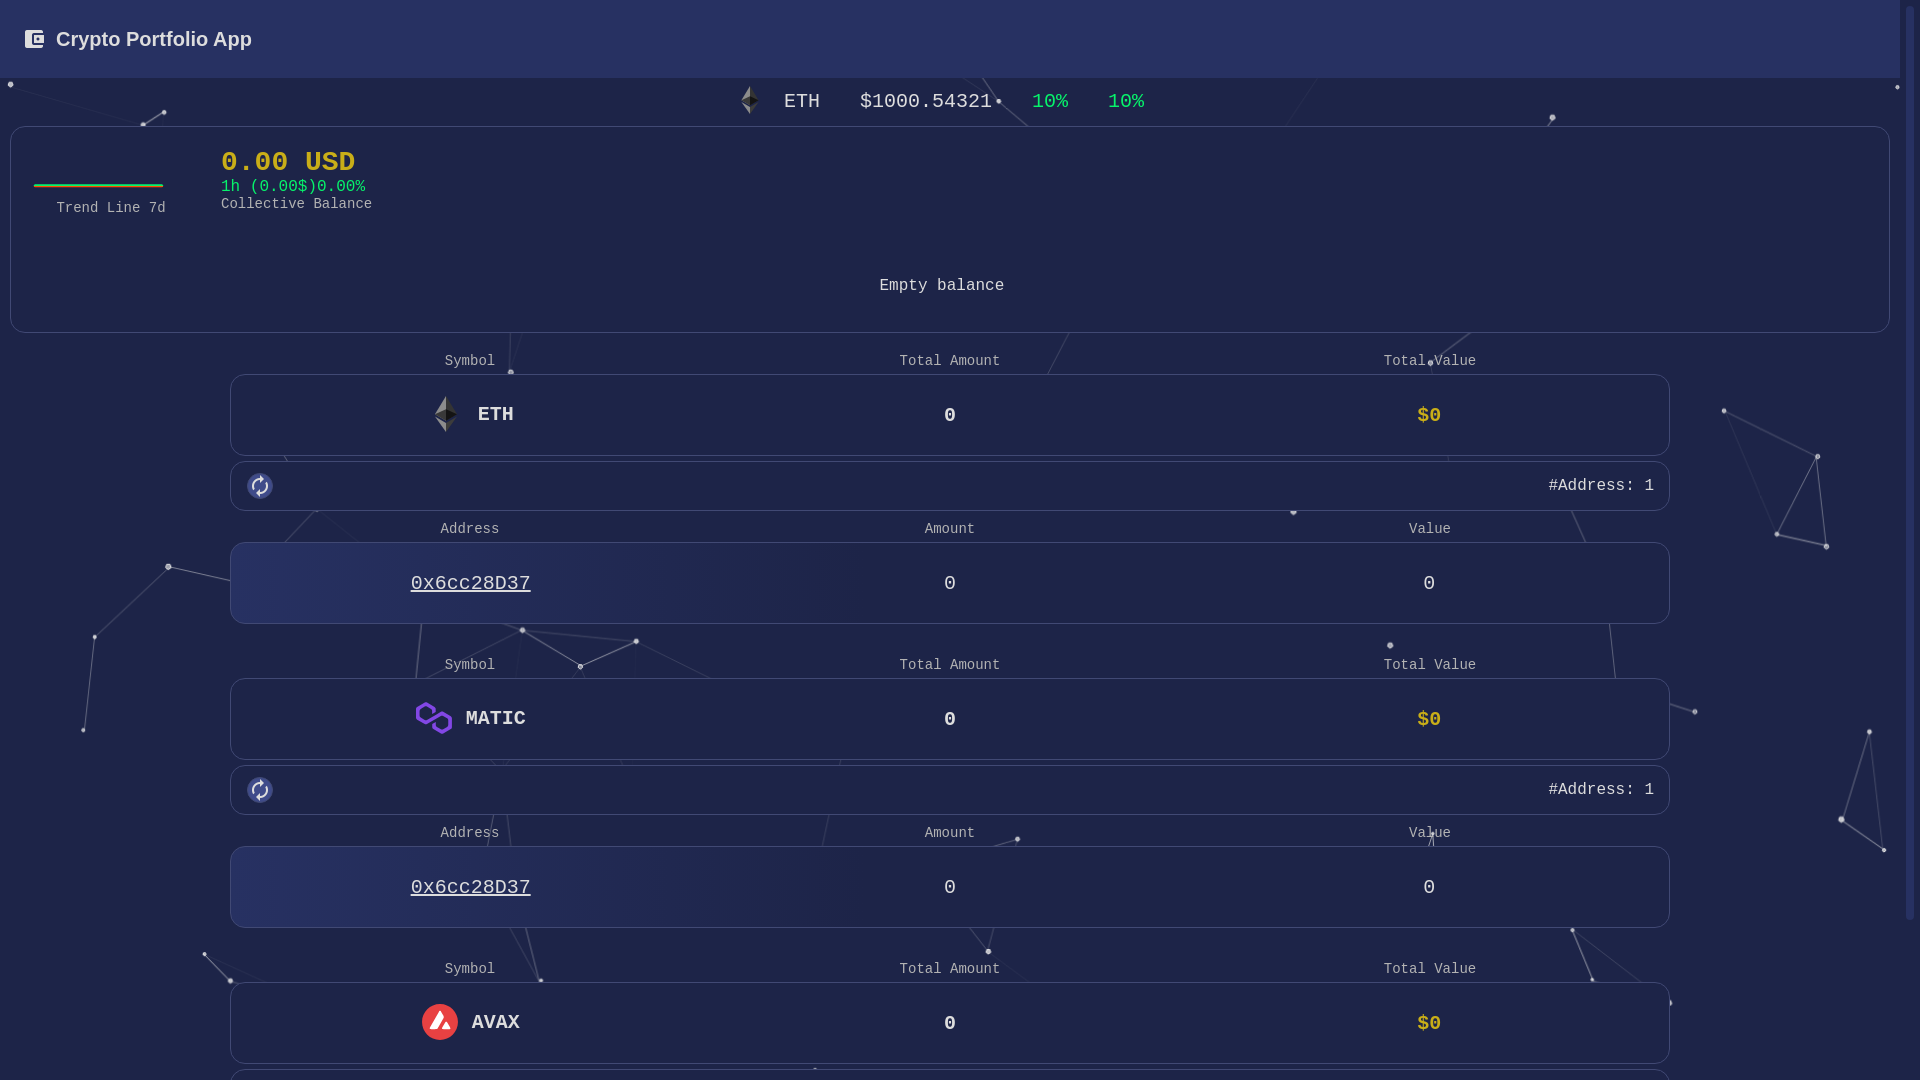 Crypto Portfolio App
ETH $1000.54321 10% 10%
0.00 USD
1h (0.00$)0.00%
Collective Balance
Trend Line 7d
Empty balance
Symbol Total Amount Total Value
ETH 0 $0
#Address: 1
Address Amount Value
0x6cc28D37 0 0
Symbol Total Amount Total Value
MATIC 0 $0
#Address: 1
Address Amount Value
0x6cc28D37 0 0
Symbol Total Amount Total Value
AVAX 0 $0